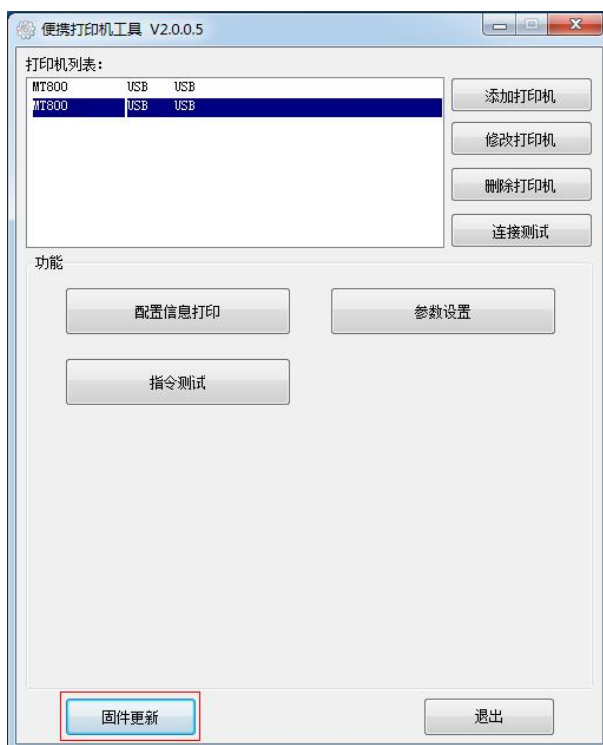 便携打印机工具 V2.0.0.5
打印机列表：
MT800 USB USB
MT800 USB USB
添加打印机
修改打印机
删除打印机
连接测试
功能
配置信息打印
参数设置
指令测试
固件更新
退出